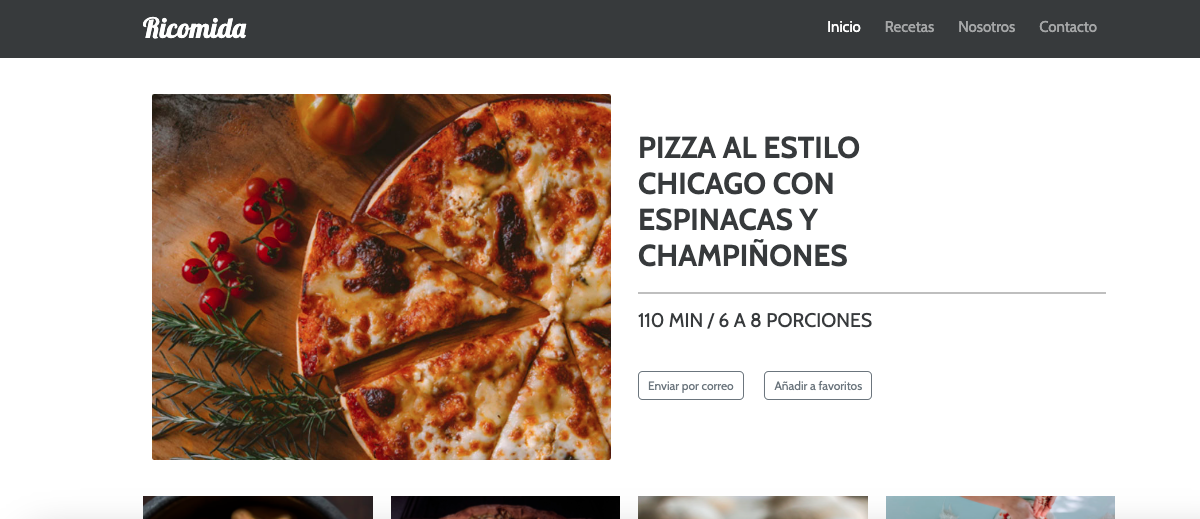 Ricomida
Inicio Recetas Nosotros Contacto
PIZZA AL ESTILO
CHICAGO CON
ESPINACAS Y
CHAMPIÑONES
110 MIN / 6 A 8 PORCIONES
Enviar por correo Añadir a favoritos